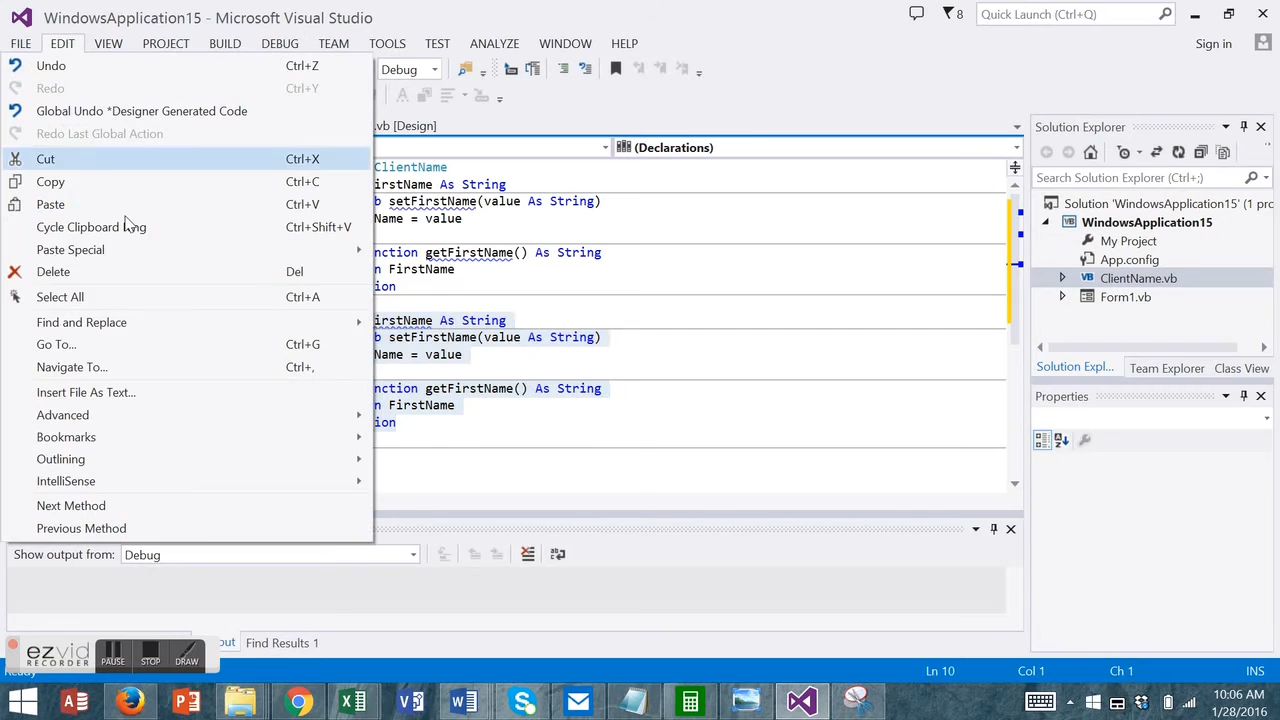 WindowsApplication15 - Microsoft Visual Studio
8
Quick Launch (Ctrl+Q)
FILE EDIT VIEW PROJECT BUILD DEBUG TEAM TOOLS TEST ANALYZE WINDOW HELP
Sign in
Undo Ctrl+Z
Redo Ctrl+Y
Global Undo *Designer Generated Code
Redo Last Global Action
Cut Ctrl+X
Copy Ctrl+C
Paste Ctrl+V
Cycle Clipboard Ring Ctrl+Shift+V
Paste Special
Delete Del
Select All Ctrl+A
Find and Replace
Go To... Ctrl+G
Navigate To... Ctrl+,
Insert File As Text...
Advanced
Bookmarks
Outlining
IntelliSense
Next Method
Previous Method
Debug
.vb [Design]
(Declarations)
ClientName
irstName As String
b setFirstName(value As String)
Name = value
nction getFirstName() As String
n FirstName
ion
irstName As String
b setFirstName(value As String)
Name = value
nction getFirstName() As String
n FirstName
ion
Solution Explorer
Search Solution Explorer (Ctrl+;)
Solution 'WindowsApplication15' (1 prc
WindowsApplication15
My Project
App.config
ClientName.vb
Form1.vb
Solution Expl... Team Explorer Class View
Properties
Show output from: Debug
out Find Results 1
ezvid
RECORDER
PAUSE STOP DRAW
Ready Ln 10 Col 1 Ch 1 INS
10:06 AM
1/28/2016